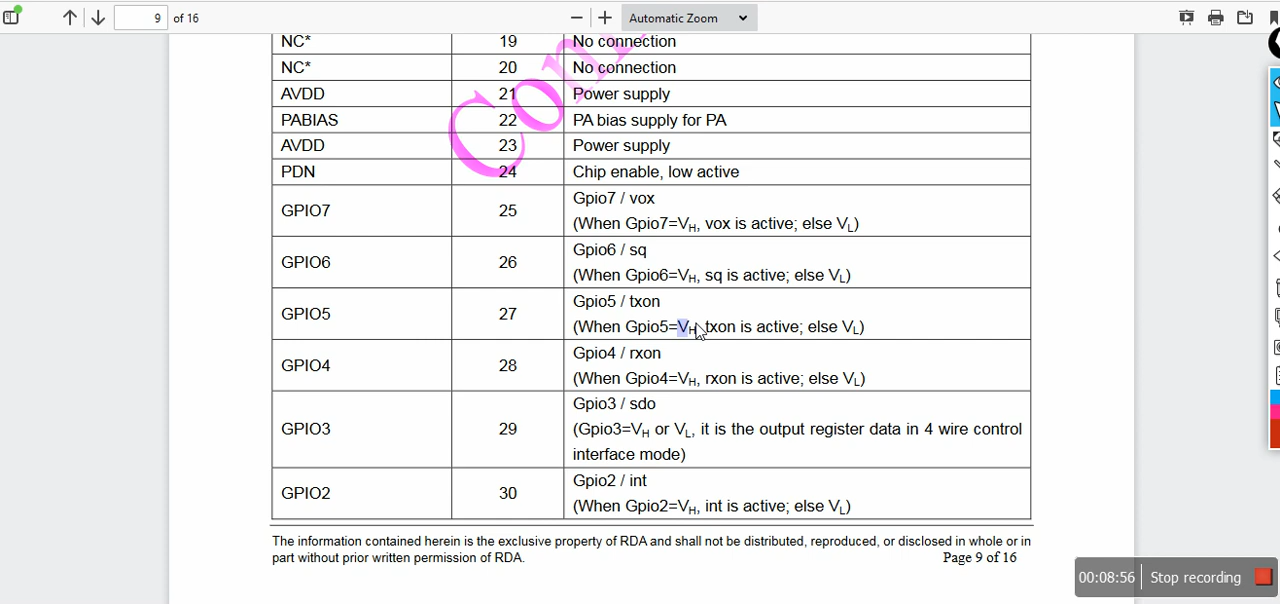 9 of 16
Automatic Zoom
NC* 19 No connection
NC* 20 No connection
AVDD 21 Power supply
PABIAS 22 PA bias supply for PA
AVDD 23 Power supply
PDN 24 Chip enable, low active
GPIO7 25 Gpio7 / vox
(When Gpio7=VH, vox is active; else VL)
GPIO6 26 Gpio6 / sq
(When Gpio6=VH, sq is active; else VL)
GPIO5 27 Gpio5 / txon
(When Gpio5=VH, txon is active; else VL)
GPIO4 28 Gpio4 / rxon
(When Gpio4=VH, rxon is active; else VL)
GPIO3 29 Gpio3 / sdo
(Gpio3=VH or VL, it is the output register data in 4 wire control
interface mode)
GPIO2 30 Gpio2 / int
(When Gpio2=VH, int is active; else VL)
The information contained herein is the exclusive property of RDA and shall not be distributed, reproduced, or disclosed in whole or in
part without prior written permission of RDA.
Page 9 of 16
00:08:56 Stop recording